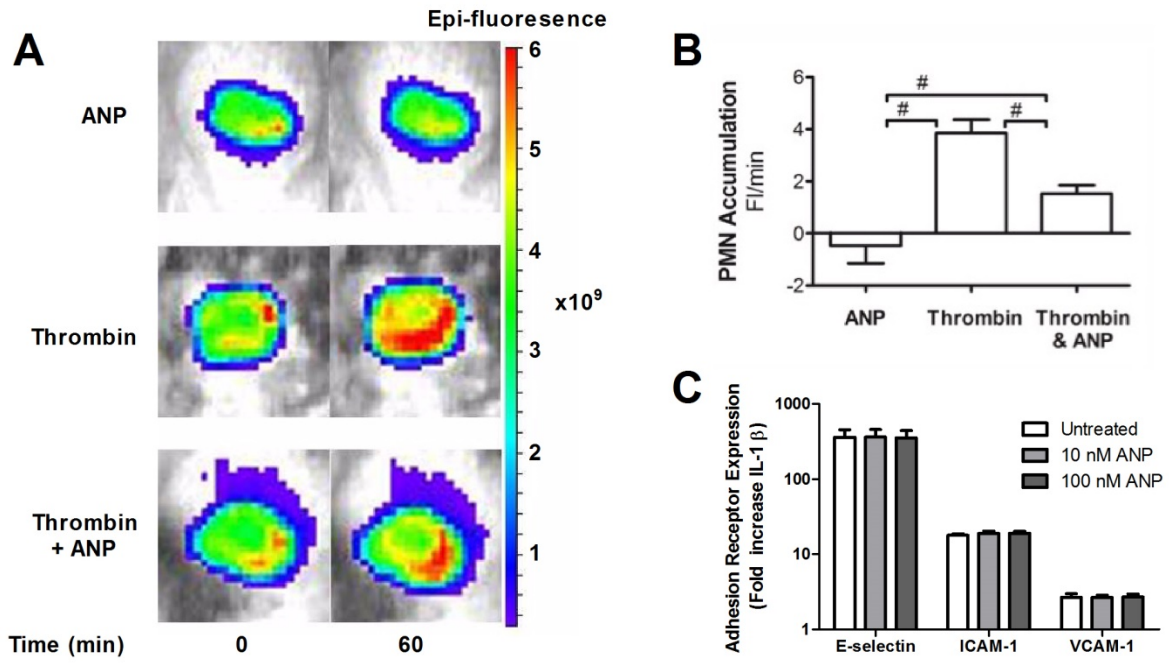 A
Epi-fluoresence
ANP
Thrombin
Thrombin
+ ANP
Time (min) 0 60
6
5
4
x10⁹
3
2
1
B
PMN Accumulation
FI/min
6
4
2
0
-2
#
# #
ANP Thrombin Thrombin
& ANP
C
Adhesion Receptor Expression
(Fold increase IL-1 β)
1000
100
10
1
Untreated
10 nM ANP
100 nM ANP
E-selectin ICAM-1 VCAM-1